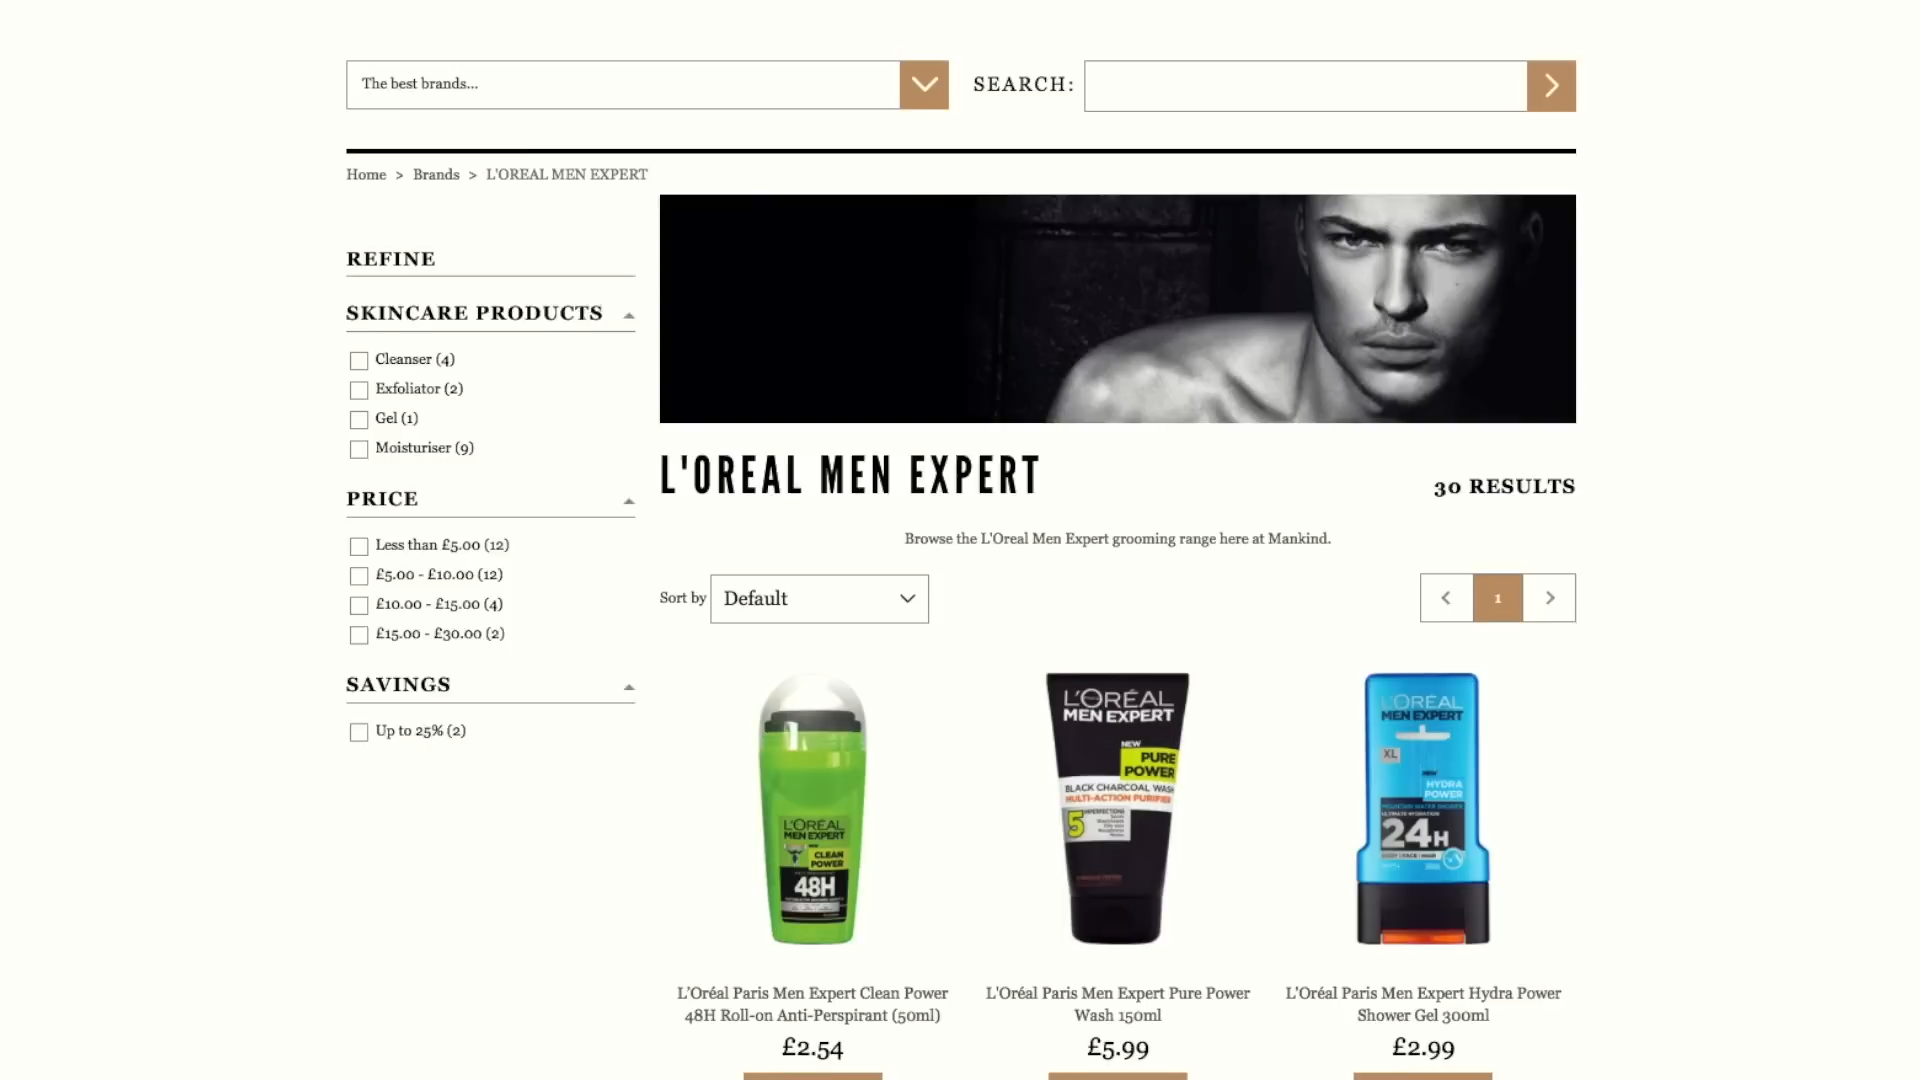 The best brands...
SEARCH:
Home > Brands > L'OREAL MEN EXPERT
REFINE
SKINCARE PRODUCTS
Cleanser (4)
Exfoliator (2)
Gel (1)
Moisturiser (9)
PRICE
Less than £5.00 (12)
£5.00 - £10.00 (12)
£10.00 - £15.00 (4)
£15.00 - £30.00 (2)
SAVINGS
Up to 25% (2)
L'OREAL MEN EXPERT
30 RESULTS
Browse the L'Oreal Men Expert grooming range here at Mankind.
Sort by
Default
1
L'ORÉAL
MEN EXPERT
CLEAN
POWER
48H
L'Oréal Paris Men Expert Clean Power
48H Roll-on Anti-Perspirant (50ml)
£2.54
L'ORÉAL
MEN EXPERT
NEW
PURE
POWER
BLACK CHARCOAL WASH
MULTI-ACTION PURIFIER
5
L'Oréal Paris Men Expert Pure Power
Wash 150ml
£5.99
L'ORÉAL
MEN EXPERT
XL
HYDRA
POWER
24H
L'Oréal Paris Men Expert Hydra Power
Shower Gel 300ml
£2.99